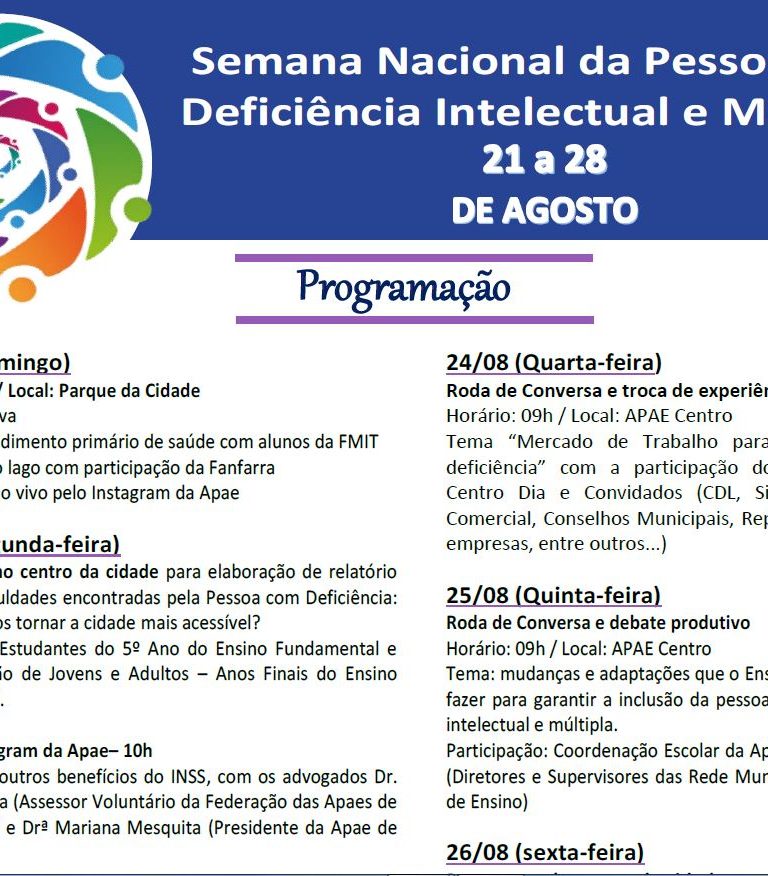 Semana Nacional da Pesso
Deficiência Intelectual e M
21 a 28
DE AGOSTO
Programação
mingo)
/ Local: Parque da Cidade
va
dimento primário de saúde com alunos da FMIT
o lago com participação da Fanfarra
o vivo pelo Instagram da Apae
unda-feira)
no centro da cidade para elaboração de relatório
uldades encontradas pela Pessoa com Deficiência:
os tornar a cidade mais acessível?
Estudantes do 5º Ano do Ensino Fundamental e
ão de Jovens e Adultos – Anos Finais do Ensino
.
gram da Apae– 10h
outros benefícios do INSS, com os advogados Dr.
a (Assessor Voluntário da Federação das Apaes de
e Drª Mariana Mesquita (Presidente da Apae de
24/08 (Quarta-feira)
Roda de Conversa e troca de experiên
Horário: 09h / Local: APAE Centro
Tema “Mercado de Trabalho para
deficiência” com a participação do
Centro Dia e Convidados (CDL, Si
Comercial, Conselhos Municipais, Rep
empresas, entre outros...)
25/08 (Quinta-feira)
Roda de Conversa e debate produtivo
Horário: 09h / Local: APAE Centro
Tema: mudanças e adaptações que o Ens
fazer para garantir a inclusão da pessoa
intelectual e múltipla.
Participação: Coordenação Escolar da Ap
(Diretores e Supervisores das Rede Mun
de Ensino)
26/08 (sexta-feira)